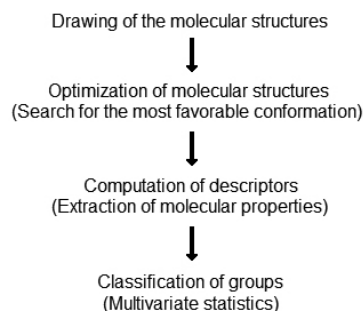 Drawing of the molecular structures
Optimization of molecular structures
(Search for the most favorable conformation)
Computation of descriptors
(Extraction of molecular properties)
Classification of groups
(Multivariate statistics)